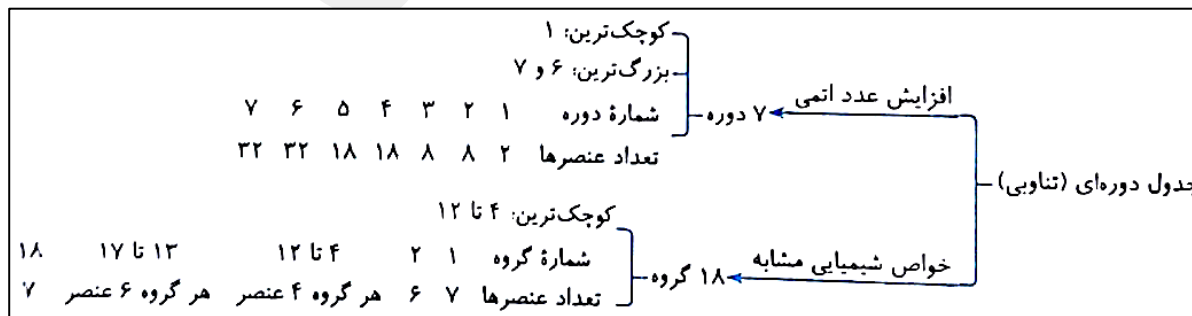 کوچک‌ترین: ۱
بزرگ‌ترین: ۶ و ۷
شمارهٔ دوره ۱ ۲ ۳ ۴ ۵ ۶ ۷
تعداد عنصرها ۲ ۸ ۸ ۱۸ ۱۸ ۳۲ ۳۲
افزایش عدد اتمی
۷ دوره
جدول دوره‌ای (تناوبی)
کوچک‌ترین: ۴ تا ۱۲
شمارهٔ گروه ۱ ۲ ۴ تا ۱۲ ۱۳ تا ۱۷ ۱۸
تعداد عنصرها ۷ ۶ هر گروه ۴ عنصر هر گروه ۶ عنصر ۷
خواص شیمیایی مشابه
۱۸ گروه